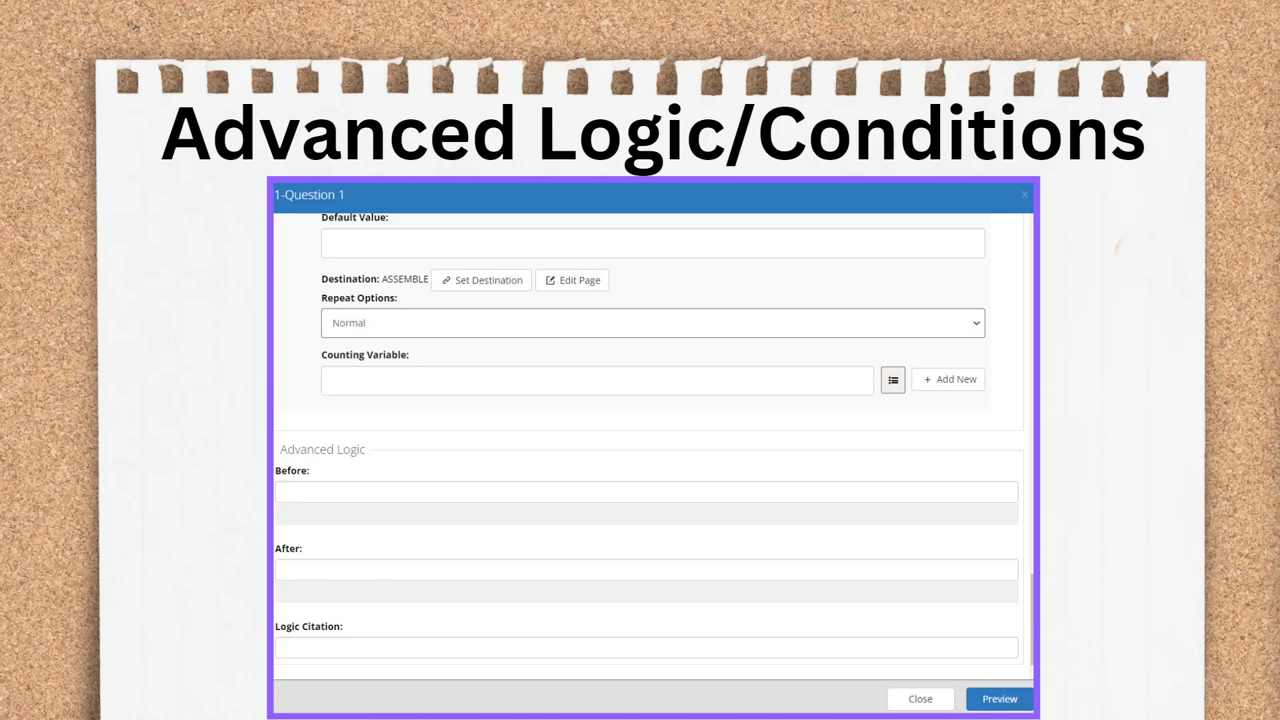 Advanced Logic/Conditions
1-Question 1 ×
Default Value:
Destination: ASSEMBLE Set Destination Edit Page
Repeat Options:
Normal
Counting Variable:
+ Add New
Advanced Logic
Before:
After:
Logic Citation:
Close Preview